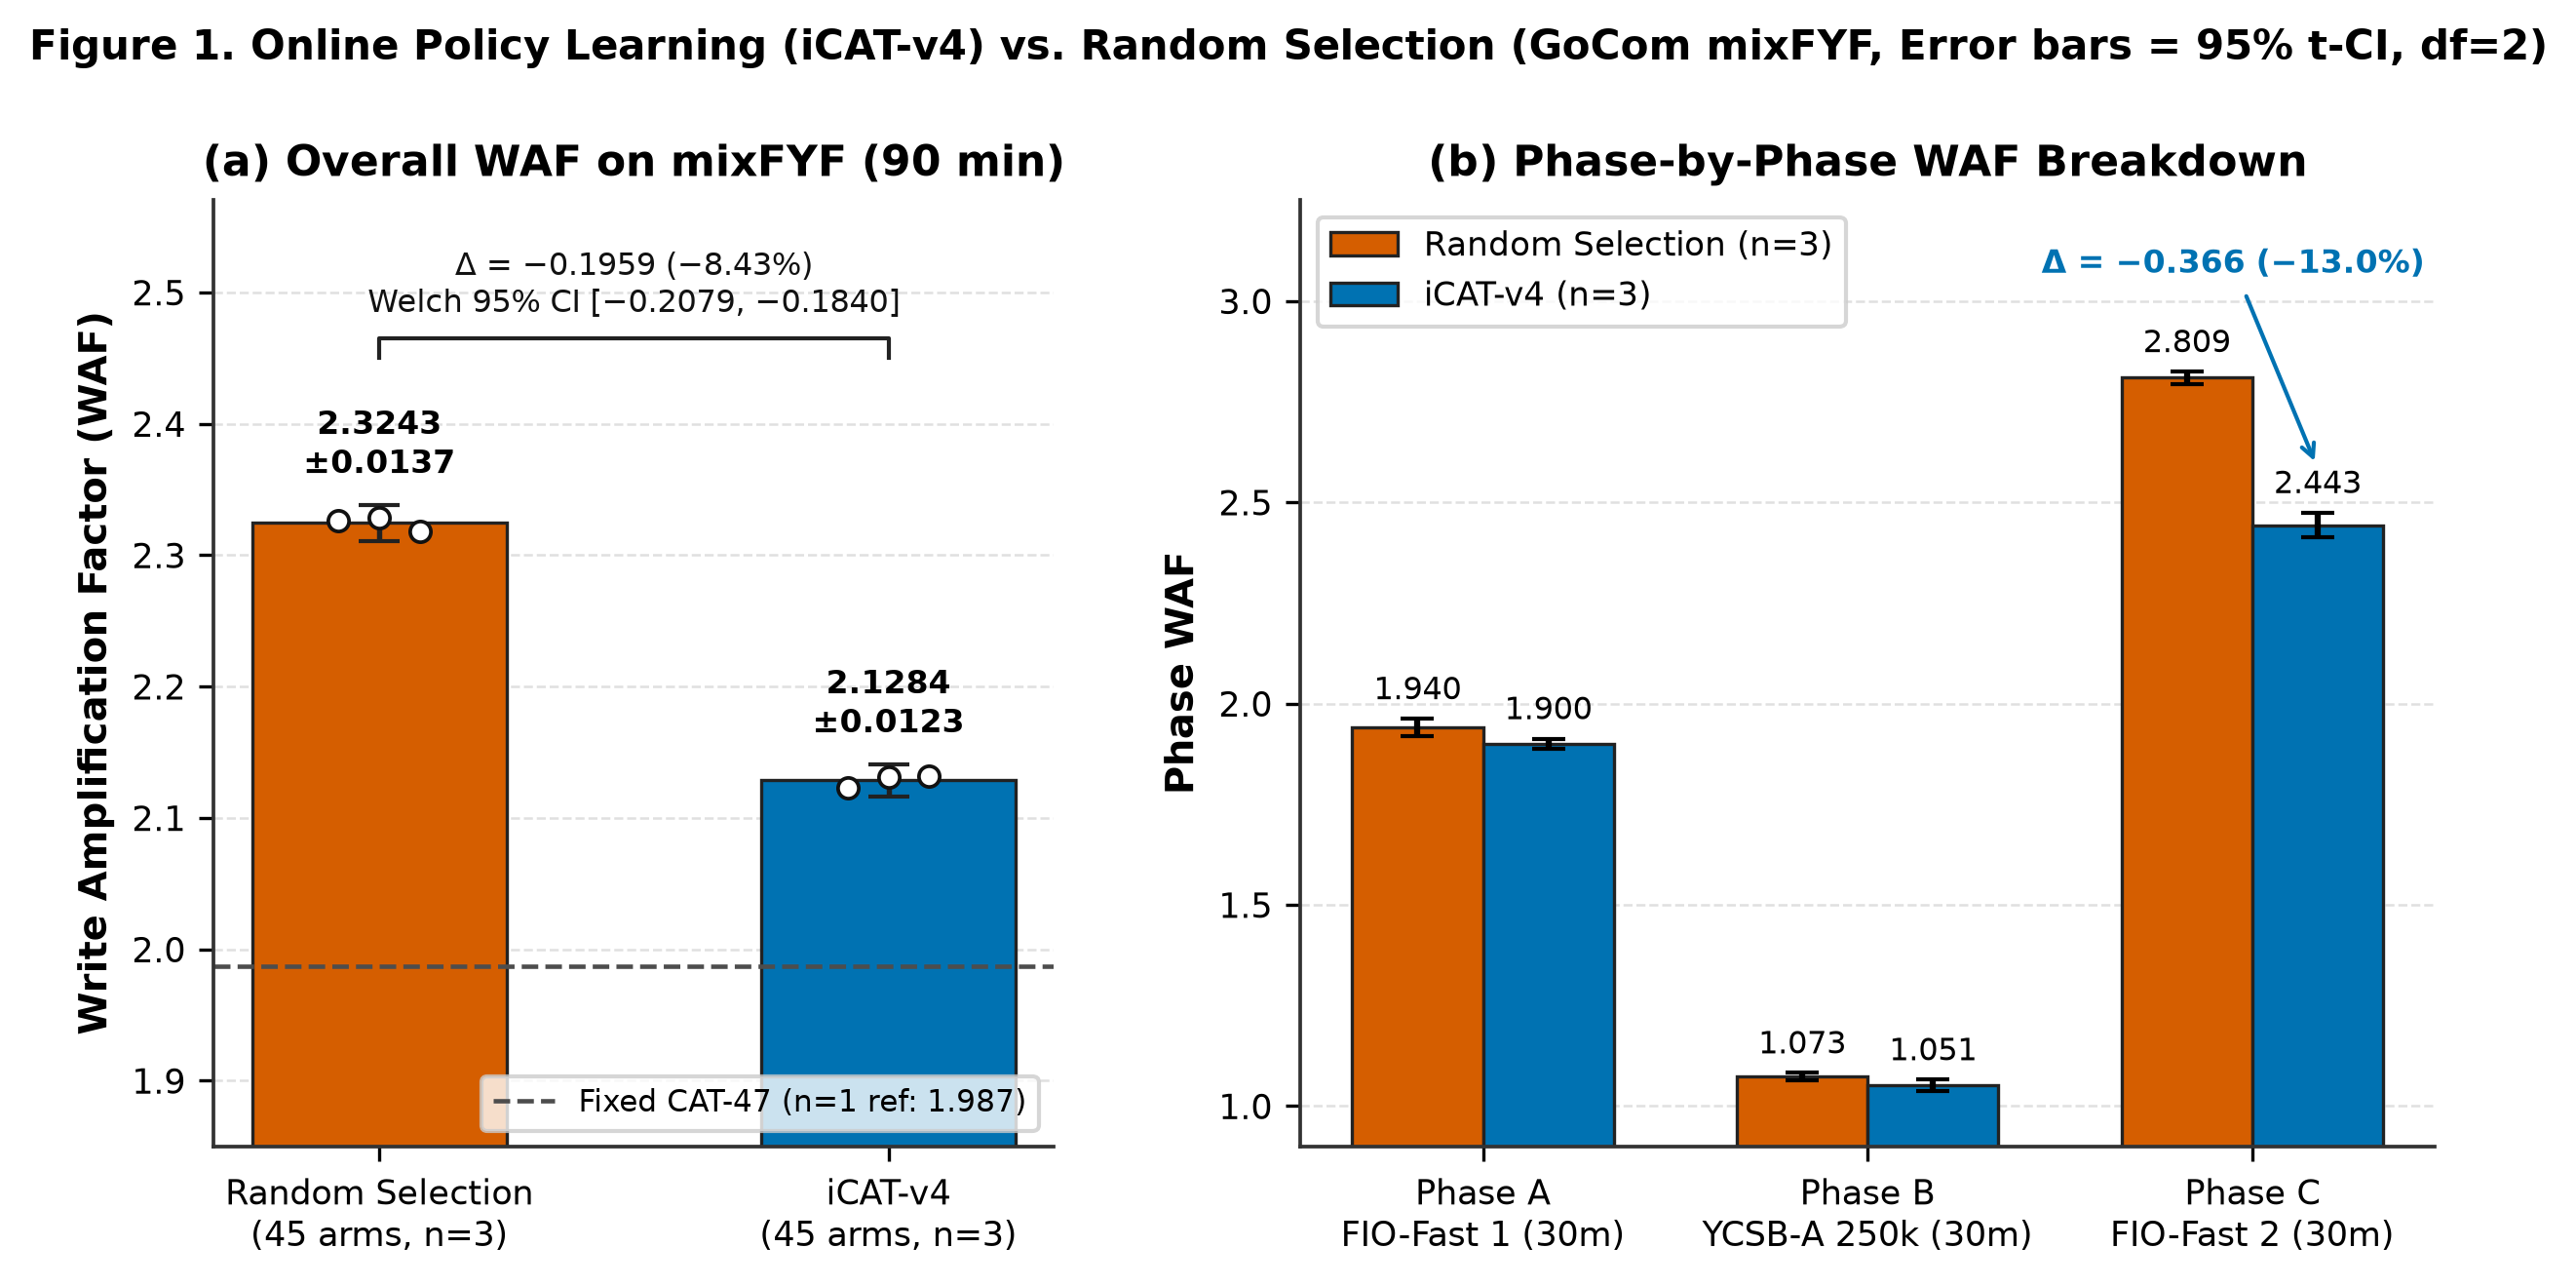 Figure 1. Online Policy Learning (iCAT-v4) vs. Random Selection (GoCom mixFYF, Error bars = 95% t-CI, df=2)
(a) Overall WAF on mixFYF (90 min)
Write Amplification Factor (WAF)
2.5
2.4
2.3
2.2
2.1
2.0
1.9
Δ = −0.1959 (−8.43%)
Welch 95% CI [−0.2079, −0.1840]
2.3243
±0.0137
2.1284
±0.0123
Fixed CAT-47 (n=1 ref: 1.987)
Random Selection
(45 arms, n=3)
iCAT-v4
(45 arms, n=3)
(b) Phase-by-Phase WAF Breakdown
Phase WAF
3.0
2.5
2.0
1.5
1.0
Random Selection (n=3)
iCAT-v4 (n=3)
Δ = −0.366 (−13.0%)
1.940
1.900
1.073
1.051
2.809
2.443
Phase A
FIO-Fast 1 (30m)
Phase B
YCSB-A 250k (30m)
Phase C
FIO-Fast 2 (30m)